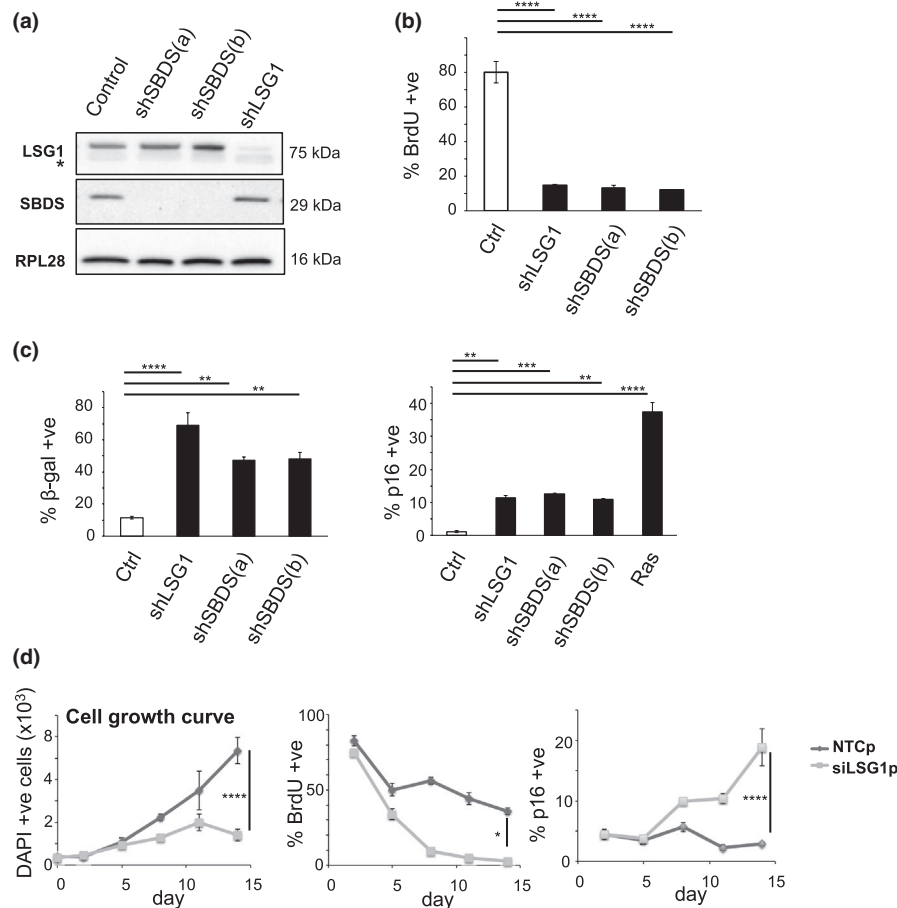 (a)
Control
shSBDS(a)
shSBDS(b)
shLSG1
LSG1
*
75 kDa
SBDS
29 kDa
RPL28
16 kDa
(b)
****
****
****
% BrdU +ve
80
60
40
20
0
Ctrl
shLSG1
shSBDS(a)
shSBDS(b)
(c)
****
**
**
% β-gal +ve
80
60
40
20
0
Ctrl
shLSG1
shSBDS(a)
shSBDS(b)
**
***
**
****
% p16 +ve
40
30
20
10
0
Ctrl
shLSG1
shSBDS(a)
shSBDS(b)
Ras
(d)
Cell growth curve
DAPI +ve cells (x10³)
8
4
2
0
****
0 5 10 15
day
% BrdU +ve
100
50
0
*
0 5 10 15
day
% p16 +ve
20
10
0
****
0 5 10 15
day
NTCp
siLSG1p